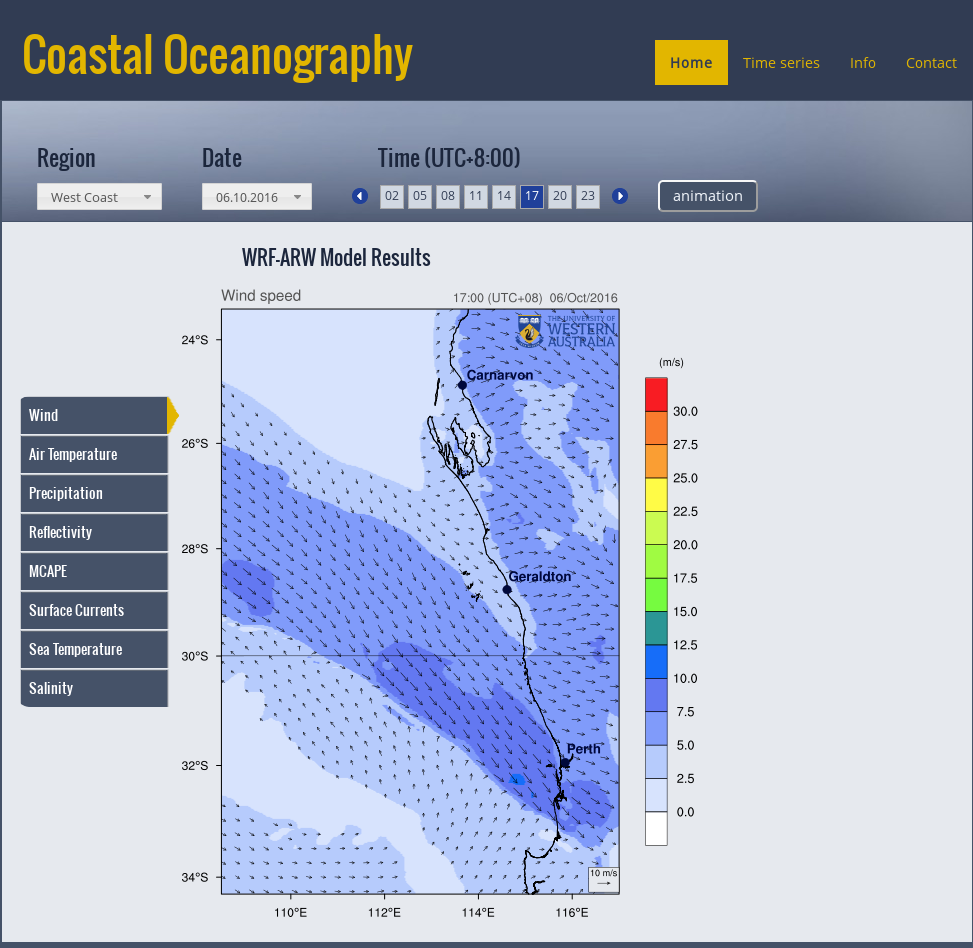 Coastal Oceanography
Home Time series Info Contact
Region Date Time (UTC+8:00)
West Coast 06.10.2016 02 05 08 11 14 17 20 23 animation
WRF-ARW Model Results
Wind speed 17:00 (UTC+08) 06/Oct/2016
THE UNIVERSITY OF
WESTERN
AUSTRALIA
24°S
26°S
28°S
30°S
32°S
34°S
Carnarvon
Geraldton
Perth
10 m/s
110°E 112°E 114°E 116°E
(m/s)
30.0
27.5
25.0
22.5
20.0
17.5
15.0
12.5
10.0
7.5
5.0
2.5
0.0
Wind
Air Temperature
Precipitation
Reflectivity
MCAPE
Surface Currents
Sea Temperature
Salinity